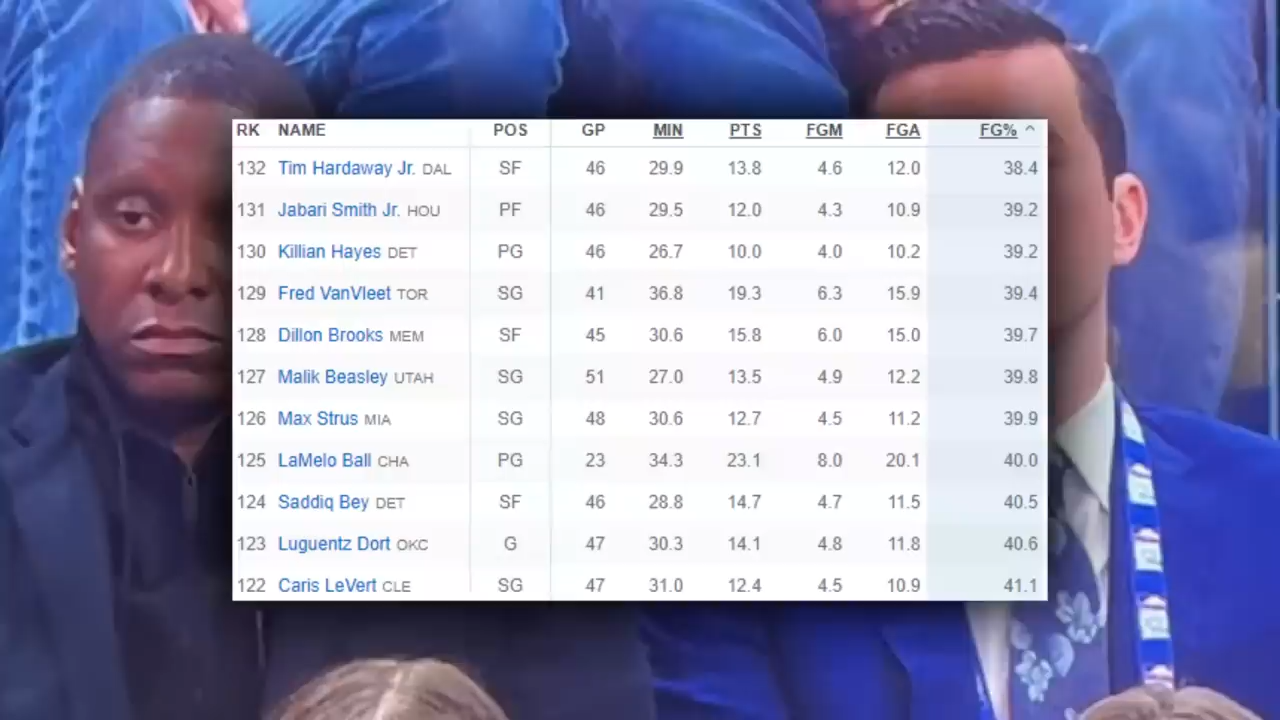 RK NAME POS GP MIN PTS FGM FGA FG% ^
132 Tim Hardaway Jr. DAL SF 46 29.9 13.8 4.6 12.0 38.4
131 Jabari Smith Jr. HOU PF 46 29.5 12.0 4.3 10.9 39.2
130 Killian Hayes DET PG 46 26.7 10.0 4.0 10.2 39.2
129 Fred VanVleet TOR SG 41 36.8 19.3 6.3 15.9 39.4
128 Dillon Brooks MEM SF 45 30.6 15.8 6.0 15.0 39.7
127 Malik Beasley UTAH SG 51 27.0 13.5 4.9 12.2 39.8
126 Max Strus MIA SG 48 30.6 12.7 4.5 11.2 39.9
125 LaMelo Ball CHA PG 23 34.3 23.1 8.0 20.1 40.0
124 Saddiq Bey DET SF 46 28.8 14.7 4.7 11.5 40.5
123 Luguentz Dort OKC G 47 30.3 14.1 4.8 11.8 40.6
122 Caris LeVert CLE SG 47 31.0 12.4 4.5 10.9 41.1